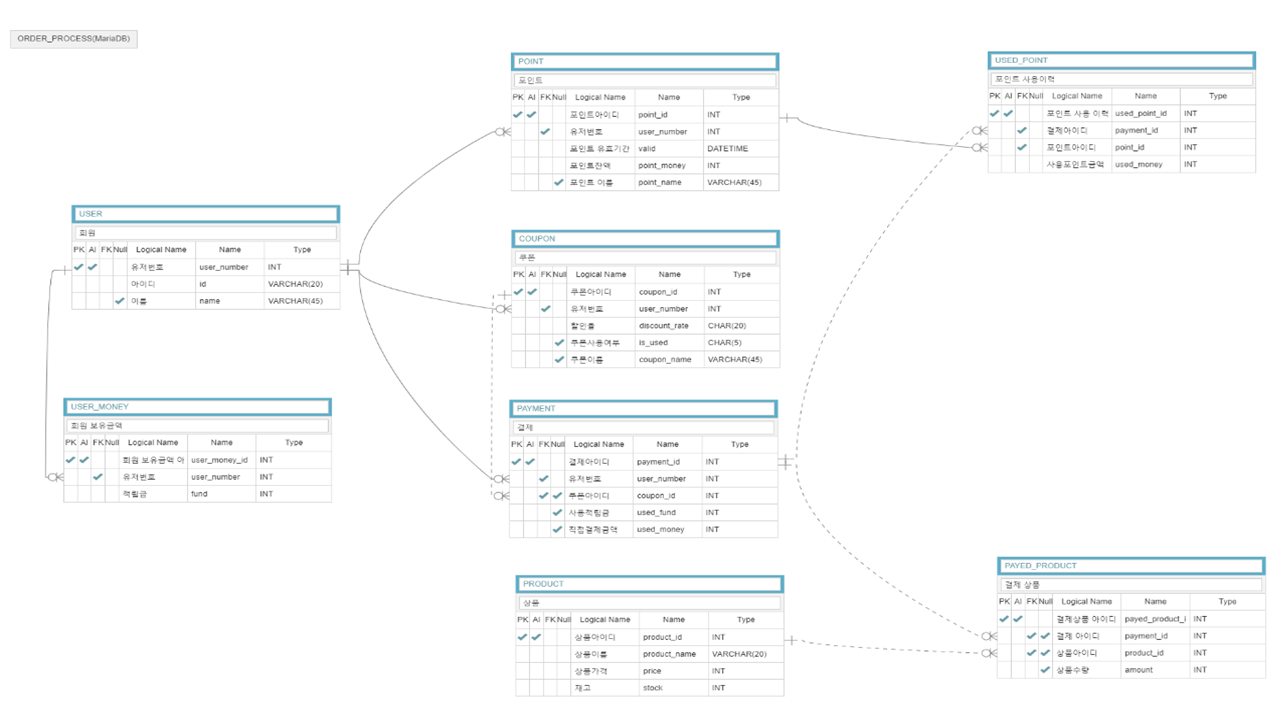 ORDER_PROCESS(MariaDB)
POINT
포인트
PK AI FK Null Logical Name Name Type
포인트아이디 point_id INT
유저번호 user_number INT
포인트 유효기간 valid DATETIME
포인트잔액 point_money INT
포인트 이름 point_name VARCHAR(45)
USED_POINT
포인트 사용이력
PK AI FK Null Logical Name Name Type
포인트 사용 이력 used_point_id INT
결제아이디 payment_id INT
포인트아이디 point_id INT
사용포인트금액 used_money INT
USER
회원
PK AI FK Null Logical Name Name Type
유저번호 user_number INT
아이디 id VARCHAR(20)
이름 name VARCHAR(45)
COUPON
쿠폰
PK AI FK Null Logical Name Name Type
쿠폰아이디 coupon_id INT
유저번호 user_number INT
할인률 discount_rate CHAR(20)
쿠폰사용여부 is_used CHAR(5)
쿠폰이름 coupon_name VARCHAR(45)
USER_MONEY
회원 보유금액
PK AI FK Null Logical Name Name Type
회원 보유금액 아 user_money_id INT
유저번호 user_number INT
적립금 fund INT
PAYMENT
결제
PK AI FK Null Logical Name Name Type
결제아이디 payment_id INT
유저번호 user_number INT
쿠폰아이디 coupon_id INT
사용적립금 used_fund INT
직접결제금액 used_money INT
PRODUCT
상품
PK AI FK Null Logical Name Name Type
상품아이디 product_id INT
상품이름 product_name VARCHAR(20)
상품가격 price INT
재고 stock INT
PAYED_PRODUCT
결제 상품
PK AI FK Null Logical Name Name Type
결제상품 아이디 payed_product_i INT
결제 아이디 payment_id INT
상품아이디 product_id INT
상품수량 amount INT